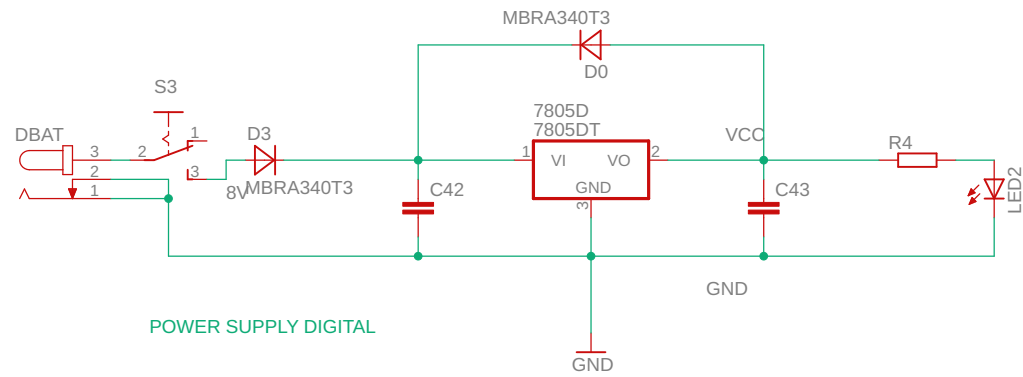 MBRA340T3
D0
S3
7805D
7805DT
DBAT
1
D3
VCC
R4
3
2
1
VI
VO
2
2
3
GND
LED2
1
8V
MBRA340T3
C42
3
C43
GND
POWER SUPPLY DIGITAL
GND